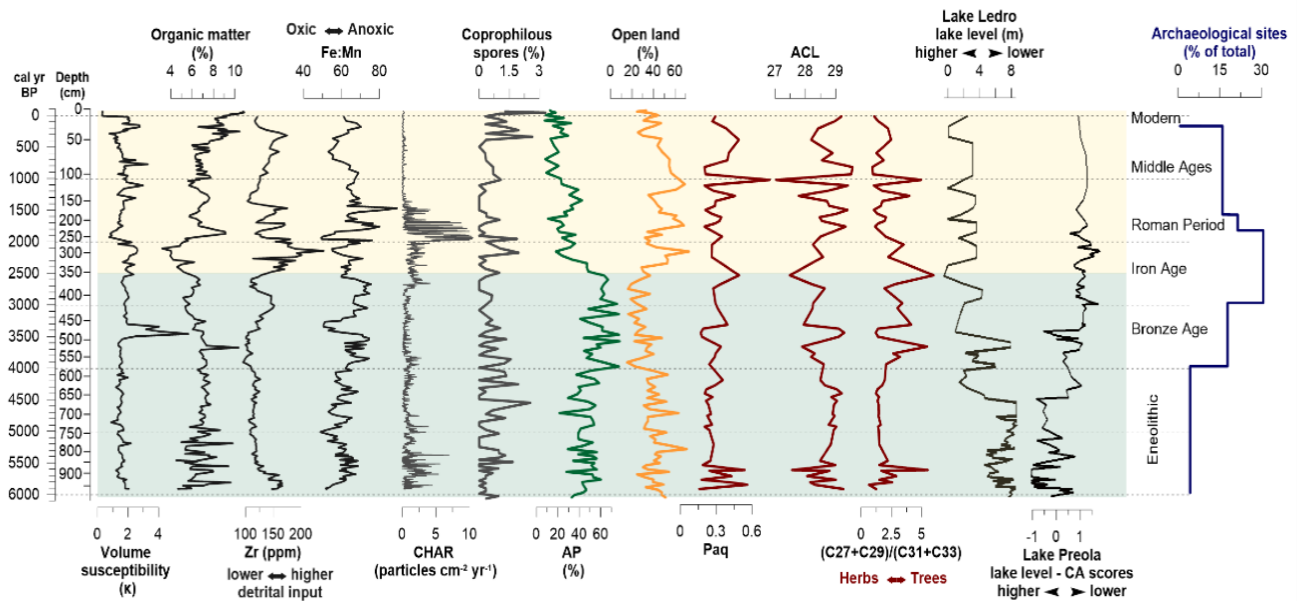 Lake Ledro
lake level (m)
higher ◄ ► lower
Archaeological sites
(% of total)
Organic matter
(%)
Oxic ↔ Anoxic
Fe:Mn
Coprophilous
spores (%)
Open land
(%)
ACL
4 6 8 10
40 60 80
0 1.5 3
0 20 40 60
27 28 29
0 4 8
0 15 30
cal yr
BP
Depth
(cm)
0
500
1000
1500
2000
2500
3000
3500
4000
4500
5000
5500
6000
0
50
100
150
200
250
300
350
400
450
500
550
600
650
700
750
800
900
Modern
Middle Ages
Roman Period
Iron Age
Bronze Age
Eneolithic
0 2 4
Volume
susceptibility
(κ)
100 150 200
Zr (ppm)
lower ↔ higher
detrital input
0 5 10
CHAR
(particles cm⁻² yr⁻¹)
0 20 40 60
AP
(%)
0 0.3 0.6
Paq
0 2.5 5
(C27+C29)/(C31+C33)
Herbs ↔ Trees
-1 0 1
Lake Preola
lake level - CA scores
higher ◄ ► lower